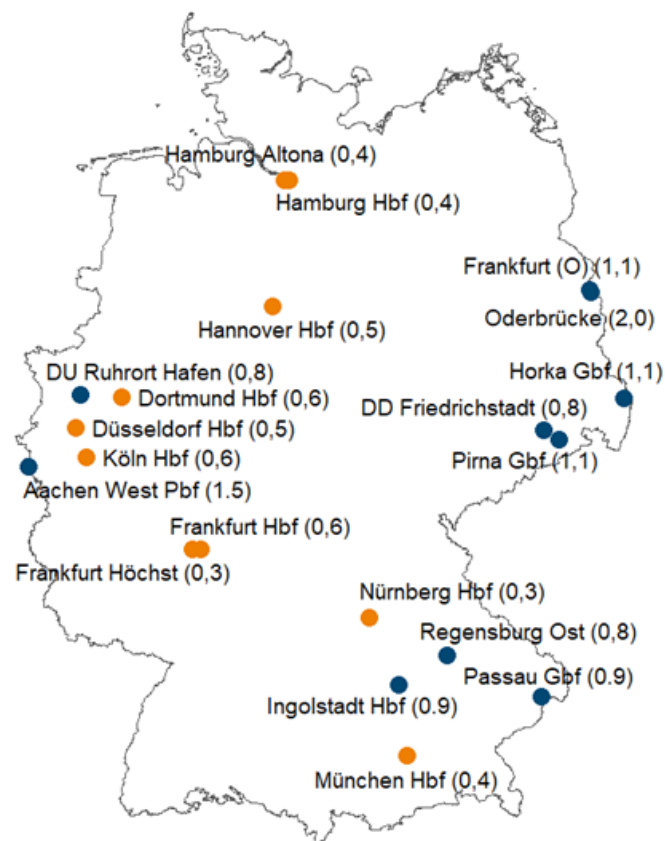 Hamburg Altona (0,4)
Hamburg Hbf (0,4)
Frankfurt (O) (1,1)
Oderbrücke (2,0)
Hannover Hbf (0,5)
DU Ruhrort Hafen (0,8)
Horka Gbf (1,1)
Dortmund Hbf (0,6)
DD Friedrichstadt (0,8)
Düsseldorf Hbf (0,5)
Pirna Gbf (1,1)
Köln Hbf (0,6)
Aachen West Pbf (1.5)
Frankfurt Hbf (0,6)
Frankfurt Höchst (0,3)
Nürnberg Hbf (0,3)
Regensburg Ost (0,8)
Passau Gbf (0.9)
Ingolstadt Hbf (0.9)
München Hbf (0,4)